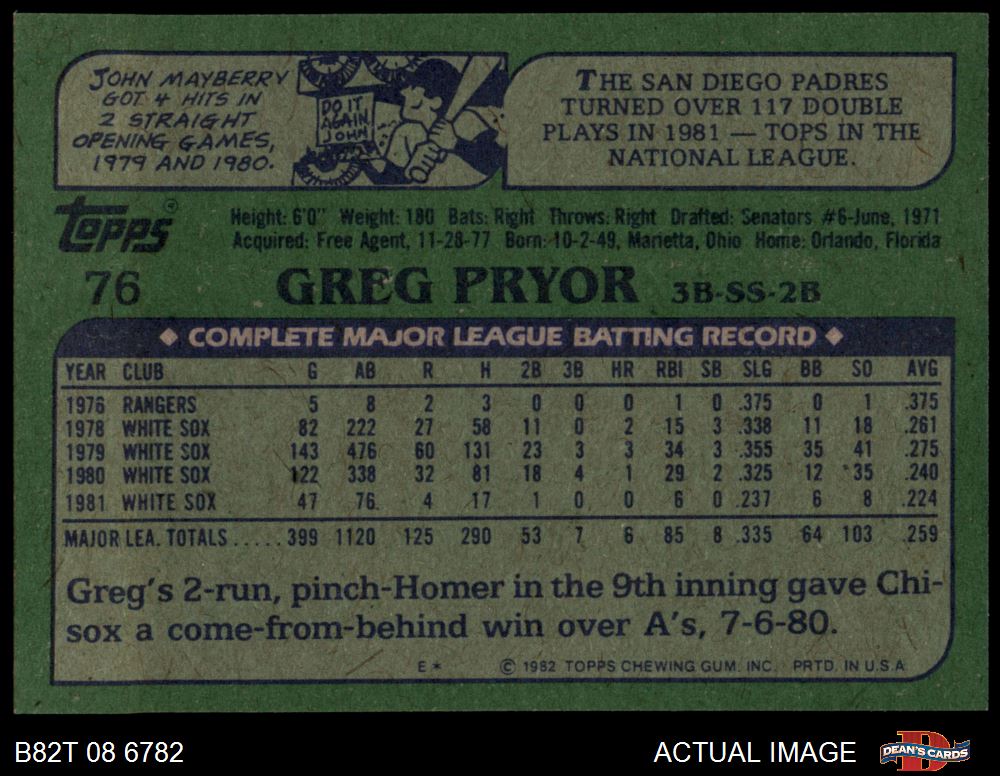 JOHN MAYBERRY
GOT 4 HITS IN
2 STRAIGHT
OPENING GAMES,
1979 AND 1980.
DO IT
AGAIN
JOHN
THE SAN DIEGO PADRES
TURNED OVER 117 DOUBLE
PLAYS IN 1981 — TOPS IN THE
NATIONAL LEAGUE.
topps®
Height: 6'0" Weight: 180 Bats: Right Throws: Right Drafted: Senators #6-June, 1971
Acquired: Free Agent, 11-28-77 Born: 10-2-49, Marietta, Ohio Home: Orlando, Florida
76 GREG PRYOR 3B-SS-2B
◆ COMPLETE MAJOR LEAGUE BATTING RECORD ◆
YEAR CLUB G AB R H 2B 3B HR RBI SB SLG BB SO AVG
1976 RANGERS 5 8 2 3 0 0 0 1 0 .375 0 1 .375
1978 WHITE SOX 82 222 27 58 11 0 2 15 3 .338 11 18 .261
1979 WHITE SOX 143 476 60 131 23 3 3 34 3 .355 35 41 .275
1980 WHITE SOX 122 338 32 81 18 4 1 29 2 .325 12 35 .240
1981 WHITE SOX 47 76 4 17 1 0 0 6 0 .237 6 8 .224
MAJOR LEA. TOTALS.....399 1120 125 290 53 7 6 85 8 .335 64 103 .259
Greg's 2-run, pinch-Homer in the 9th inning gave Chi-
sox a come-from-behind win over A's, 7-6-80.
E* © 1982 TOPPS CHEWING GUM, INC. PRTD. IN U.S.A.
B82T 08 6782 ACTUAL IMAGE D DEAN'S CARDS